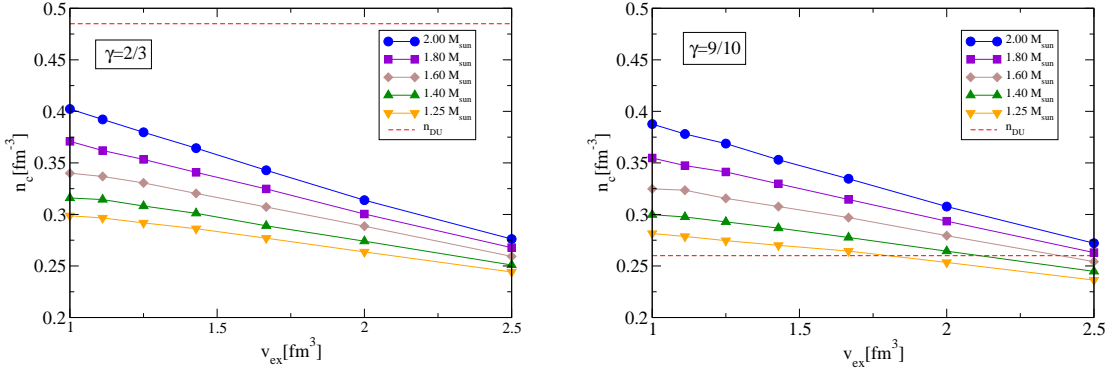 0.5
0.45
0.4
0.35
0.3
0.25
0.2
n_c[fm^-3]
γ=2/3
2.00 M_sun
1.80 M_sun
1.60 M_sun
1.40 M_sun
1.25 M_sun
n_DU
1 1.5 2 2.5
v_ex[fm^3]
0.5
0.45
0.4
0.35
0.3
0.25
0.2
n_c[fm^-3]
γ=9/10
2.00 M_sun
1.80 M_sun
1.60 M_sun
1.40 M_sun
1.25 M_sun
n_DU
1 1.5 2 2.5
v_ex[fm^3]